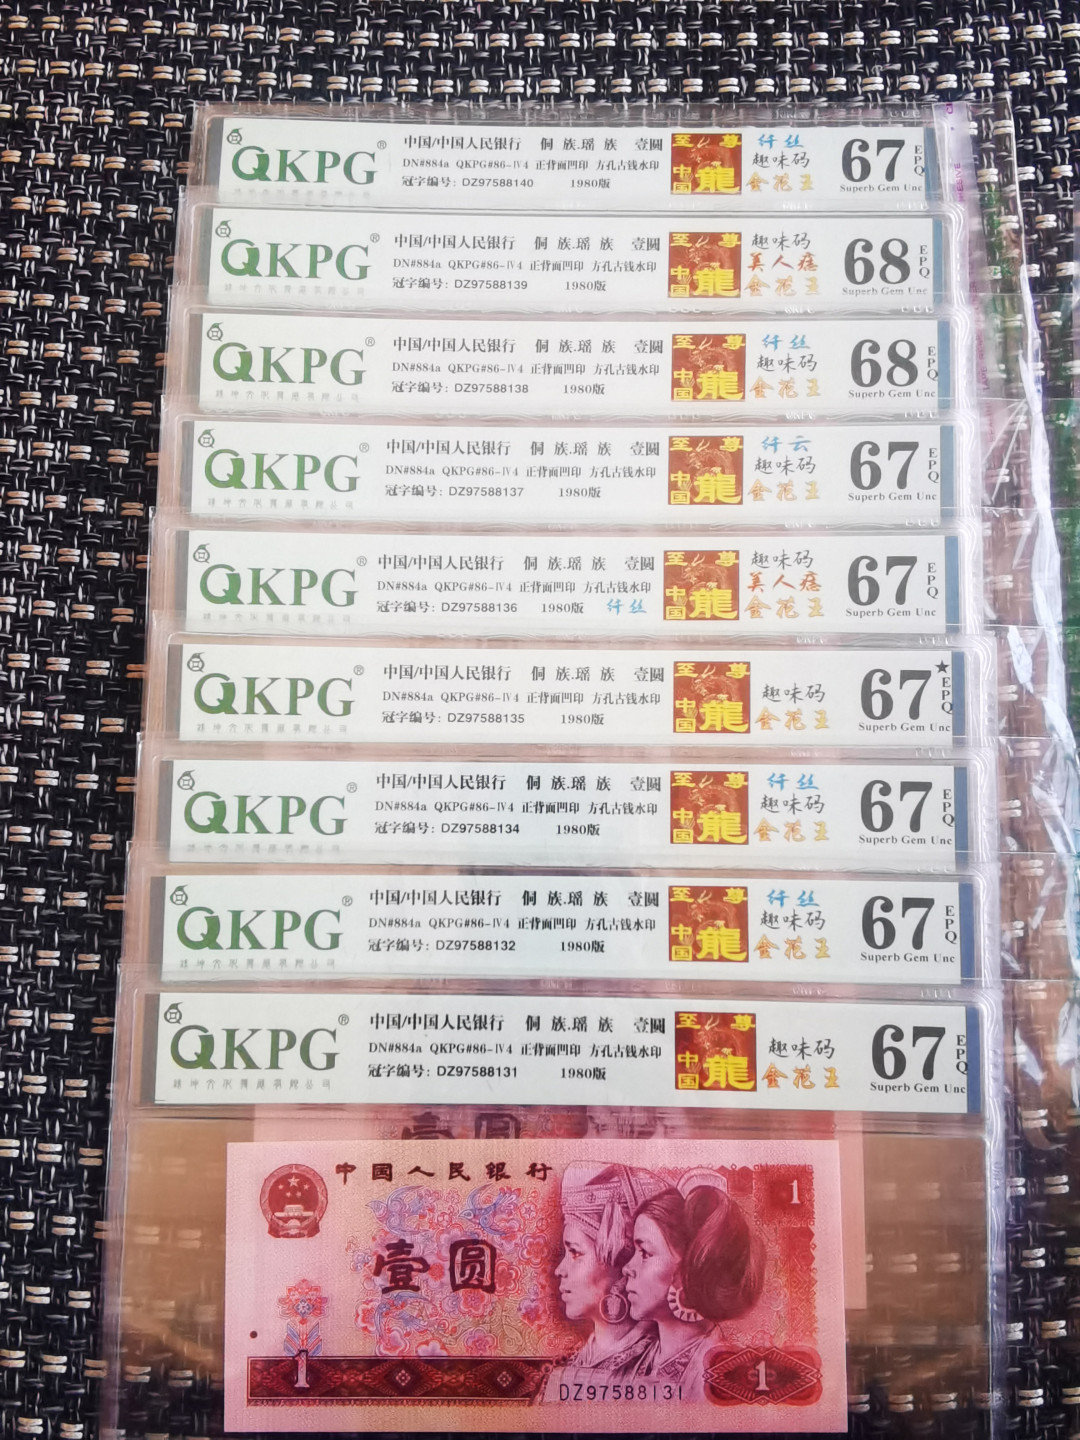 QKPG®
中国/中国人民银行 侗族.瑶族 壹圆
DN#884a QKPG#86-Ⅳ4 正背面凹印 方孔古钱水印
冠字编号: DZ97588140 1980版
至尊
中国龍
纤丝
趣味码
金花王
67 EPQ
Superb Gem Unc
QKPG®
中国/中国人民银行 侗族.瑶族 壹圆
DN#884a QKPG#86-Ⅳ4 正背面凹印 方孔古钱水印
冠字编号: DZ97588139 1980版
至尊
中国龍
趣味码
美人痣
金花王
68 EPQ
Superb Gem Unc
QKPG®
中国/中国人民银行 侗族.瑶族 壹圆
DN#884a QKPG#86-Ⅳ4 正背面凹印 方孔古钱水印
冠字编号: DZ97588138 1980版
至尊
中国龍
纤丝
趣味码
金花王
68 EPQ
Superb Gem Unc
QKPG®
中国/中国人民银行 侗族.瑶族 壹圆
DN#884a QKPG#86-Ⅳ4 正背面凹印 方孔古钱水印
冠字编号: DZ97588137 1980版
至尊
中国龍
纤云
趣味码
金花王
67 EPQ
Superb Gem Unc
QKPG®
中国/中国人民银行 侗族.瑶族 壹圆
DN#884a QKPG#86-Ⅳ4 正背面凹印 方孔古钱水印
冠字编号: DZ97588136 1980版 纤丝
至尊
中国龍
趣味码
美人痣
金花王
67 EPQ
Superb Gem Unc
QKPG®
中国/中国人民银行 侗族.瑶族 壹圆
DN#884a QKPG#86-Ⅳ4 正背面凹印 方孔古钱水印
冠字编号: DZ97588135 1980版
至尊
中国龍
趣味码
金花王
67★ EPQ
Superb Gem Unc
QKPG®
中国/中国人民银行 侗族.瑶族 壹圆
DN#884a QKPG#86-Ⅳ4 正背面凹印 方孔古钱水印
冠字编号: DZ97588134 1980版
至尊
中国龍
纤丝
趣味码
金花王
67 EPQ
Superb Gem Unc
QKPG®
中国/中国人民银行 侗族.瑶族 壹圆
DN#884a QKPG#86-Ⅳ4 正背面凹印 方孔古钱水印
冠字编号: DZ97588132 1980版
至尊
中国龍
纤丝
趣味码
金花王
67 EPQ
Superb Gem Unc
QKPG®
中国/中国人民银行 侗族.瑶族 壹圆
DN#884a QKPG#86-Ⅳ4 正背面凹印 方孔古钱水印
冠字编号: DZ97588131 1980版
至尊
中国龍
趣味码
金花王
67 EPQ
Superb Gem Unc
壹圆
中国人民银行
1
壹圆
1
DZ97588131
1